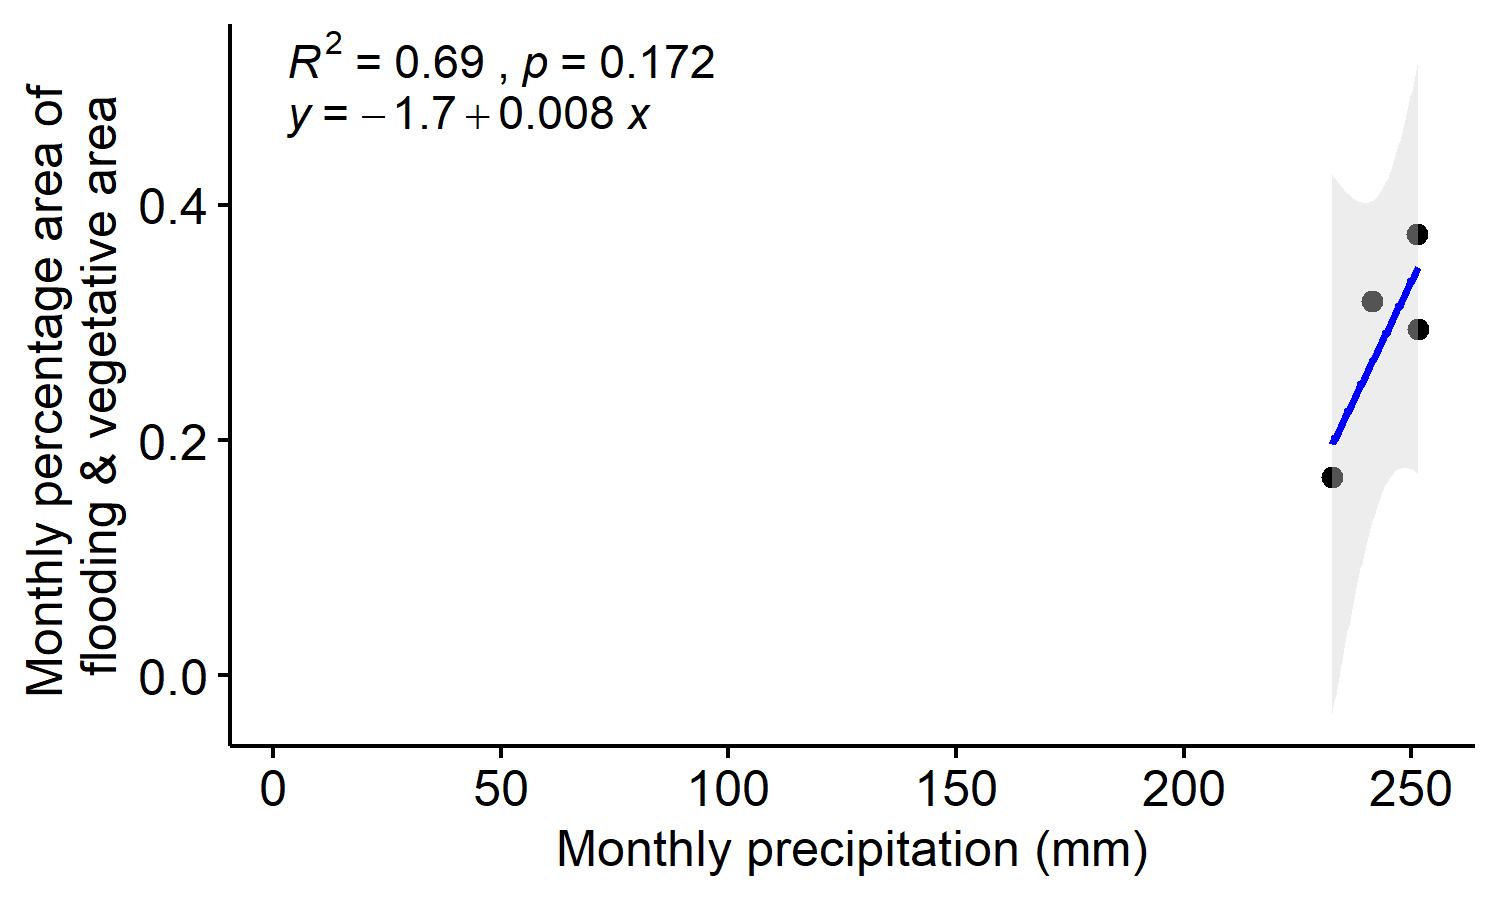 R² = 0.69 , p = 0.172
y = −1.7+0.008 x
Monthly percentage area of
flooding & vegetative area
0.4
0.2
0.0
0 50 100 150 200 250
Monthly precipitation (mm)